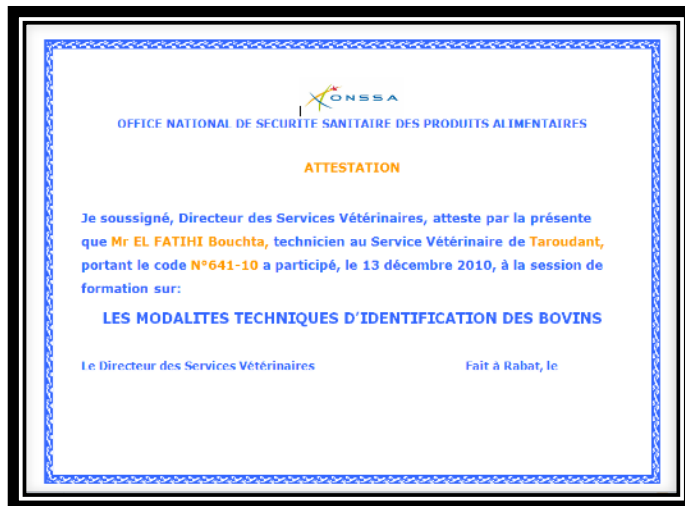 ONSSA
OFFICE NATIONAL DE SECURITE SANITAIRE DES PRODUITS ALIMENTAIRES
ATTESTATION
Je soussigné, Directeur des Services Vétérinaires, atteste par la présente
que Mr EL FATIHI Bouchta, technicien au Service Vétérinaire de Taroudant,
portant le code N°641-10 a participé, le 13 décembre 2010, à la session de
formation sur:
LES MODALITES TECHNIQUES D'IDENTIFICATION DES BOVINS
Le Directeur des Services Vétérinaires Fait à Rabat, le